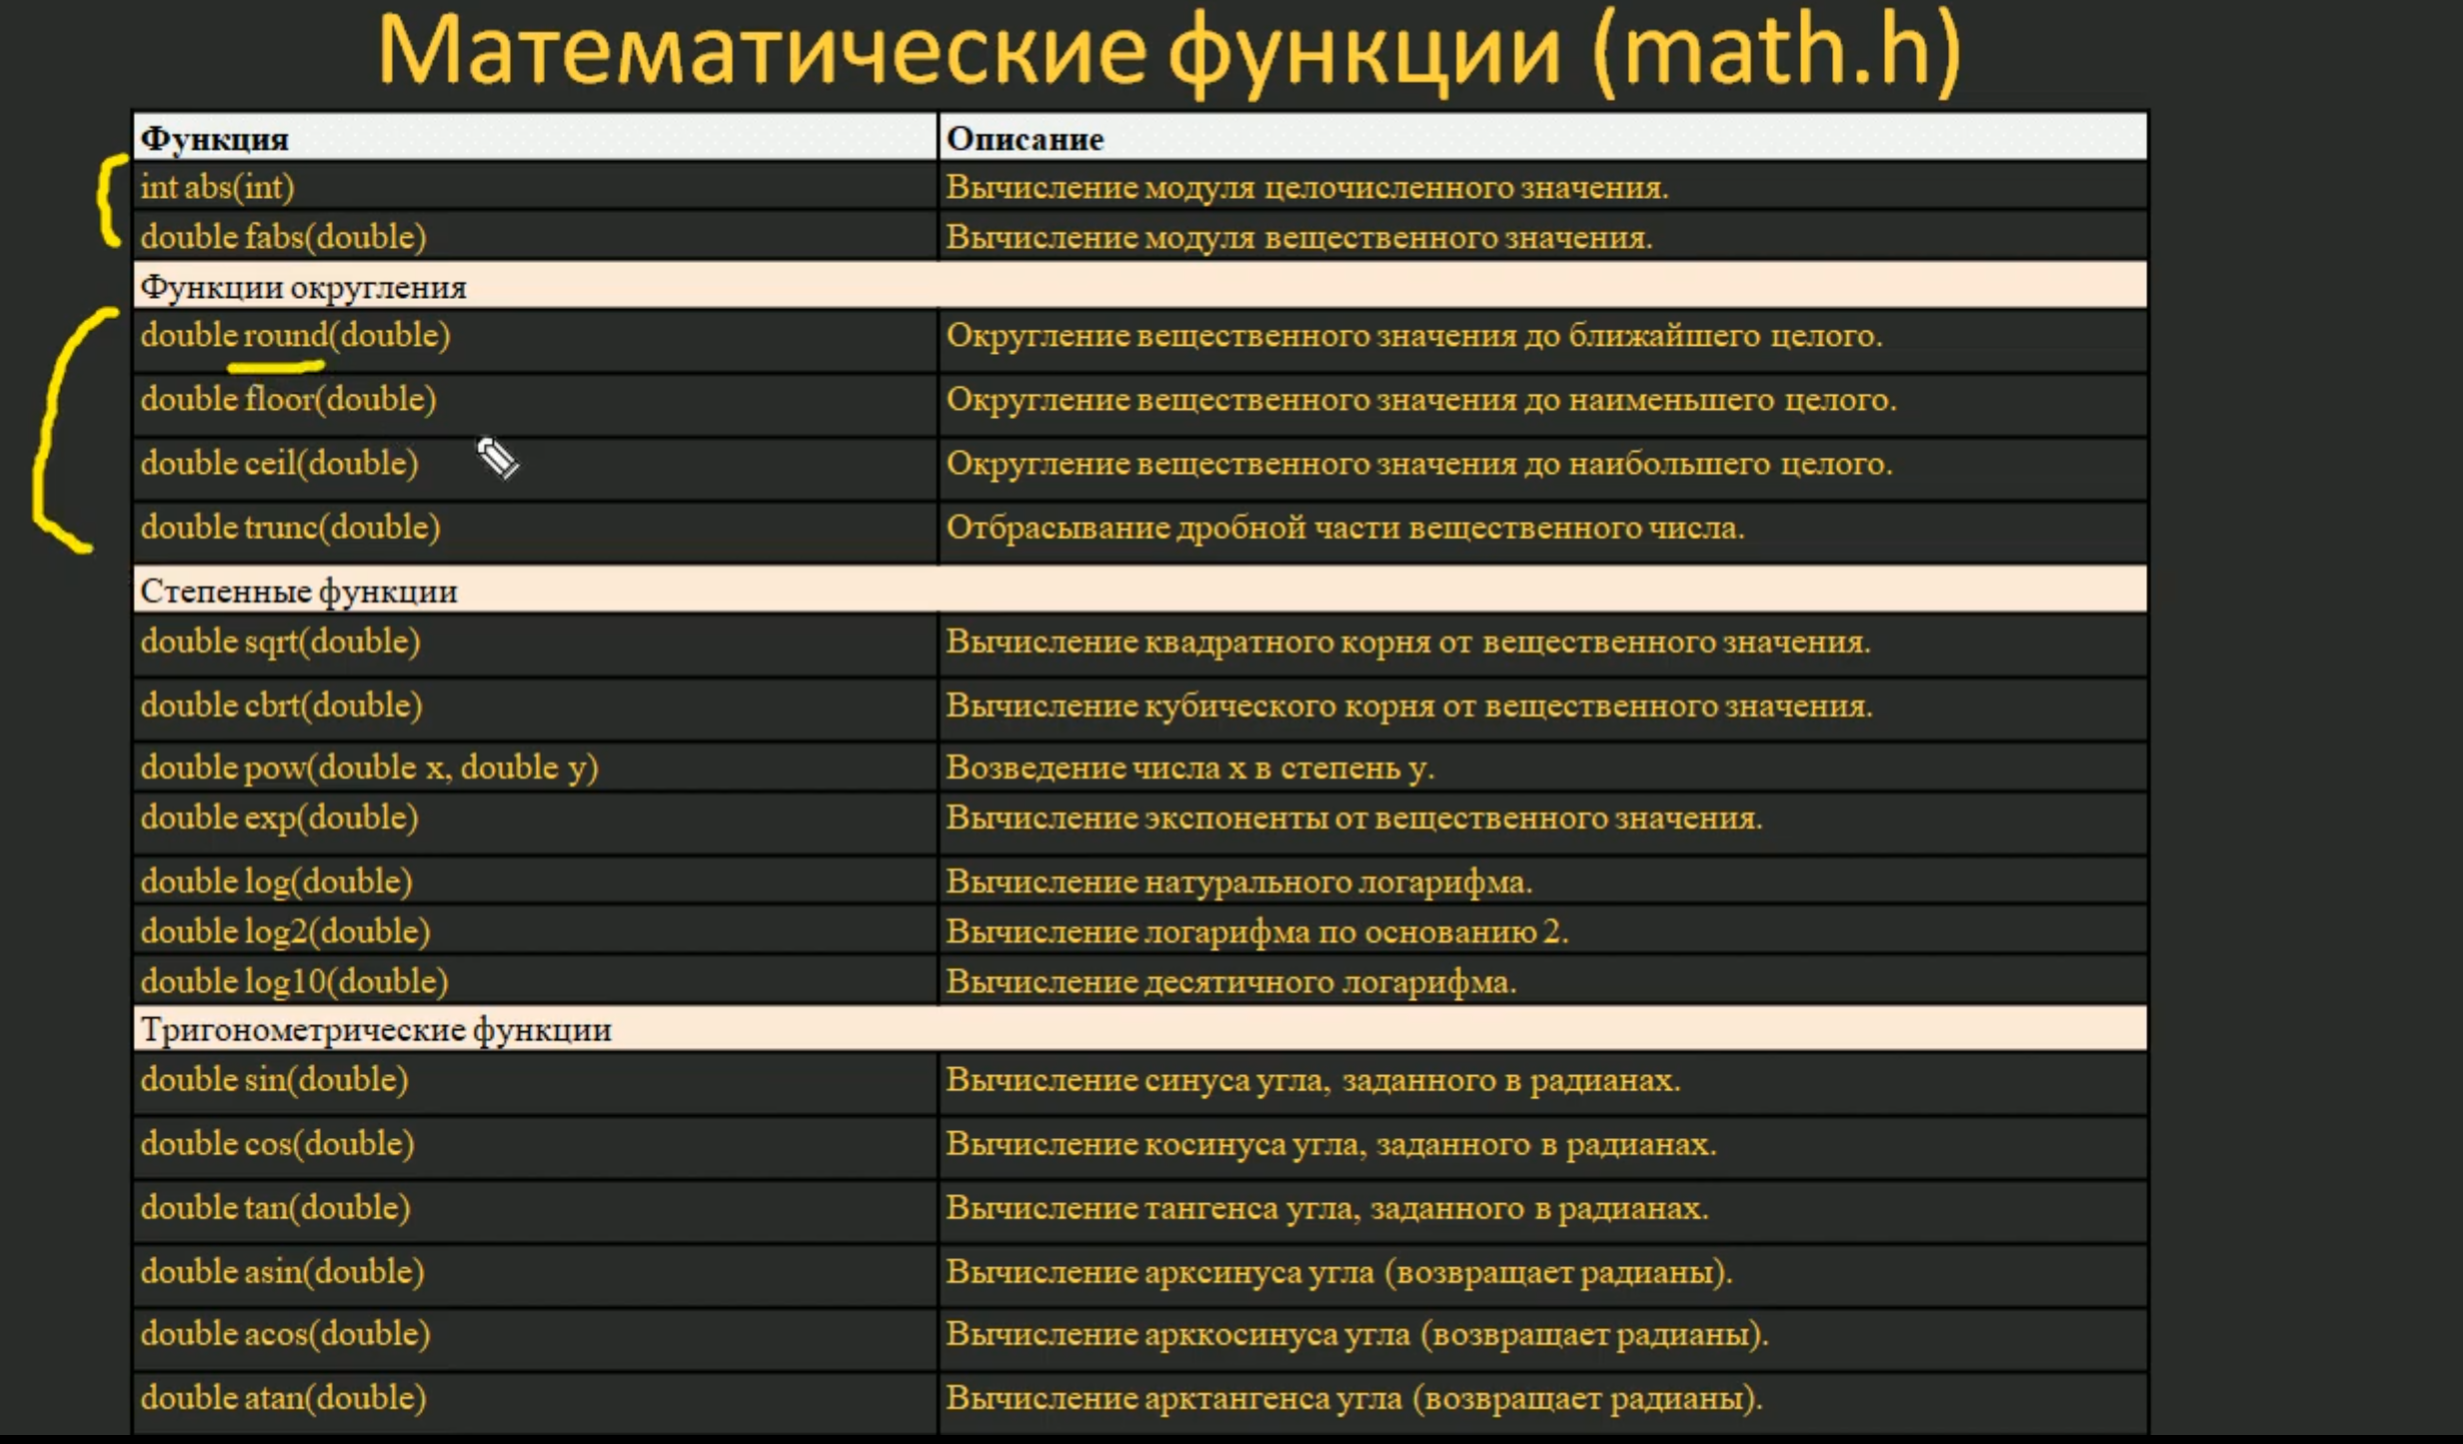 Математические функции (math.h)
Функция Описание
int abs(int) Вычисление модуля целочисленного значения.
double fabs(double) Вычисление модуля вещественного значения.
Функции округления
double round(double) Округление вещественного значения до ближайшего целого.
double floor(double) Округление вещественного значения до наименьшего целого.
double ceil(double) Округление вещественного значения до наибольшего целого.
double trunc(double) Отбрасывание дробной части вещественного числа.
Степенные функции
double sqrt(double) Вычисление квадратного корня от вещественного значения.
double cbrt(double) Вычисление кубического корня от вещественного значения.
double pow(double x, double y) Возведение числа x в степень y.
double exp(double) Вычисление экспоненты от вещественного значения.
double log(double) Вычисление натурального логарифма.
double log2(double) Вычисление логарифма по основанию 2.
double log10(double) Вычисление десятичного логарифма.
Тригонометрические функции
double sin(double) Вычисление синуса угла, заданного в радианах.
double cos(double) Вычисление косинуса угла, заданного в радианах.
double tan(double) Вычисление тангенса угла, заданного в радианах.
double asin(double) Вычисление арксинуса угла (возвращает радианы).
double acos(double) Вычисление арккосинуса угла (возвращает радианы).
double atan(double) Вычисление арктангенса угла (возвращает радианы).